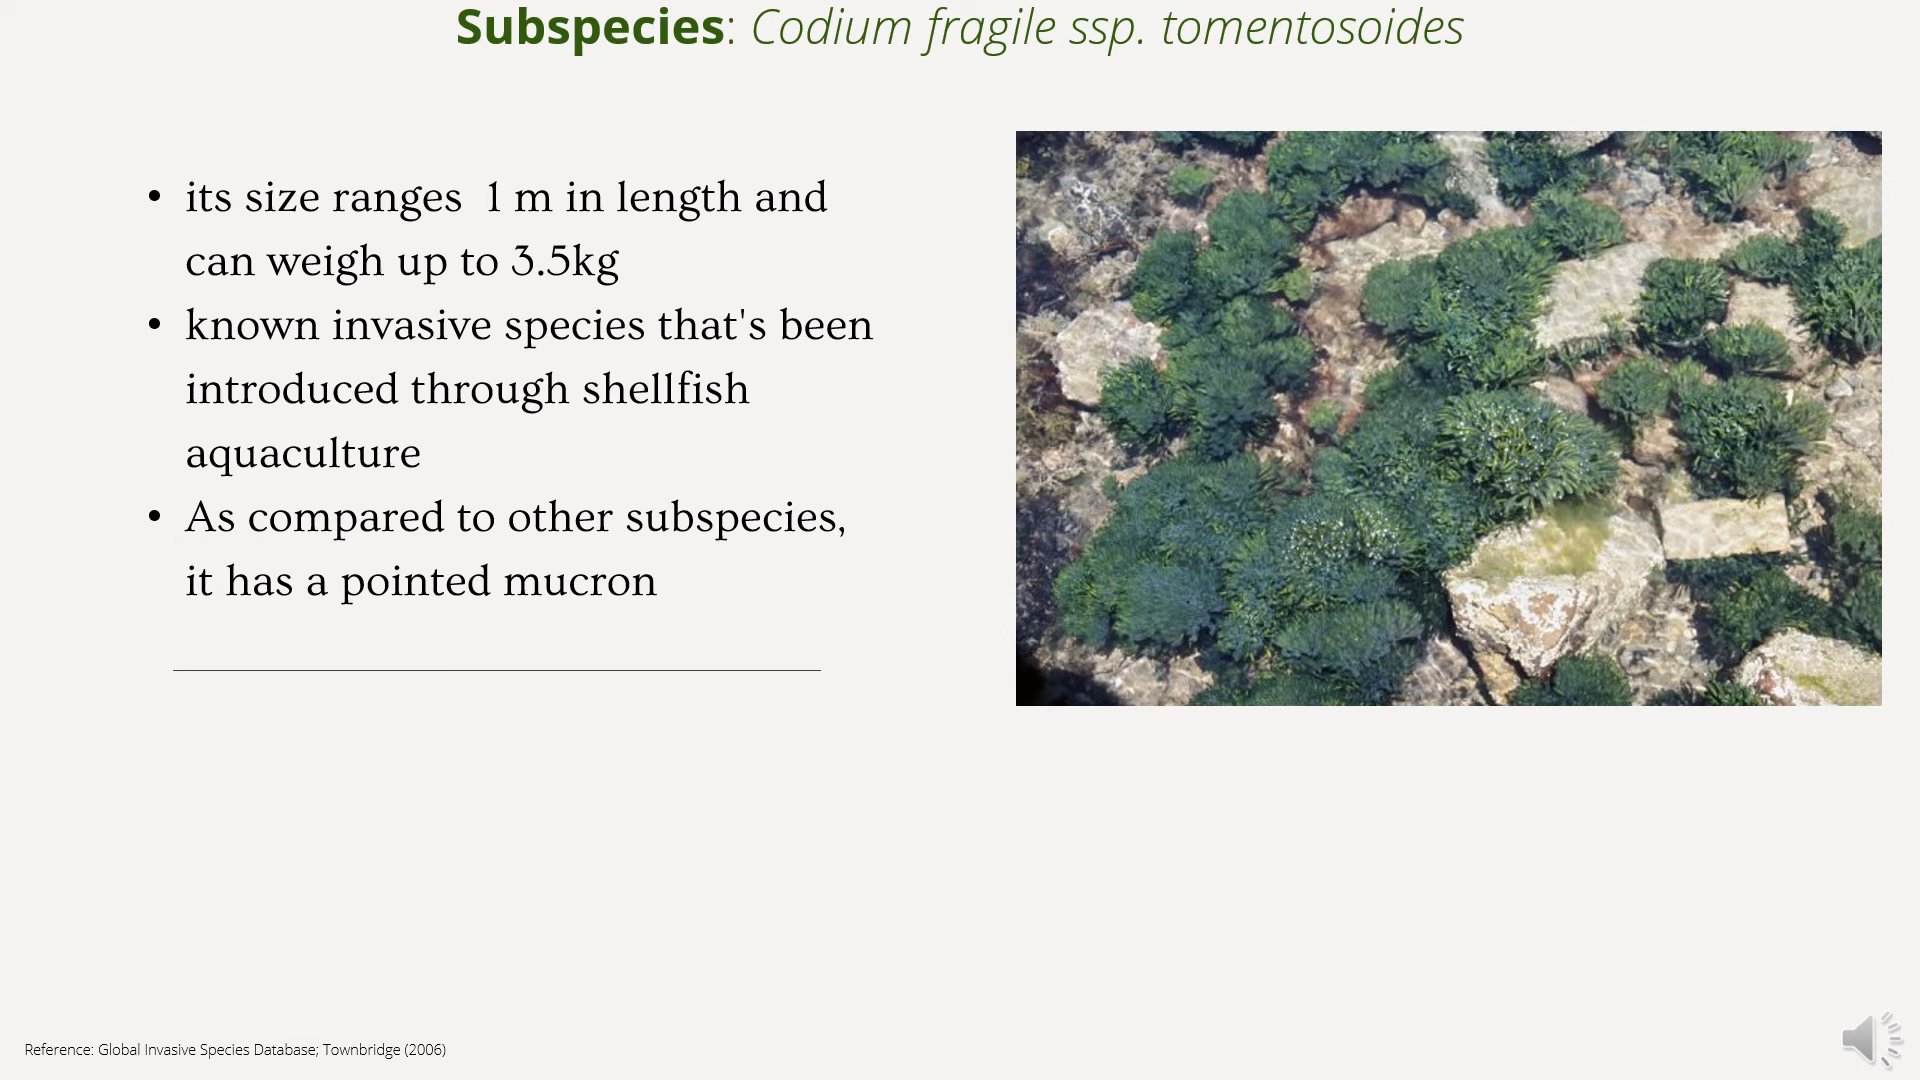 Subspecies: Codium fragile ssp. tomentosoides
• its size ranges  1 m in length and
can weigh up to 3.5kg
• known invasive species that's been
introduced through shellfish
aquaculture
• As compared to other subspecies,
it has a pointed mucron
Reference: Global Invasive Species Database; Townbridge (2006)